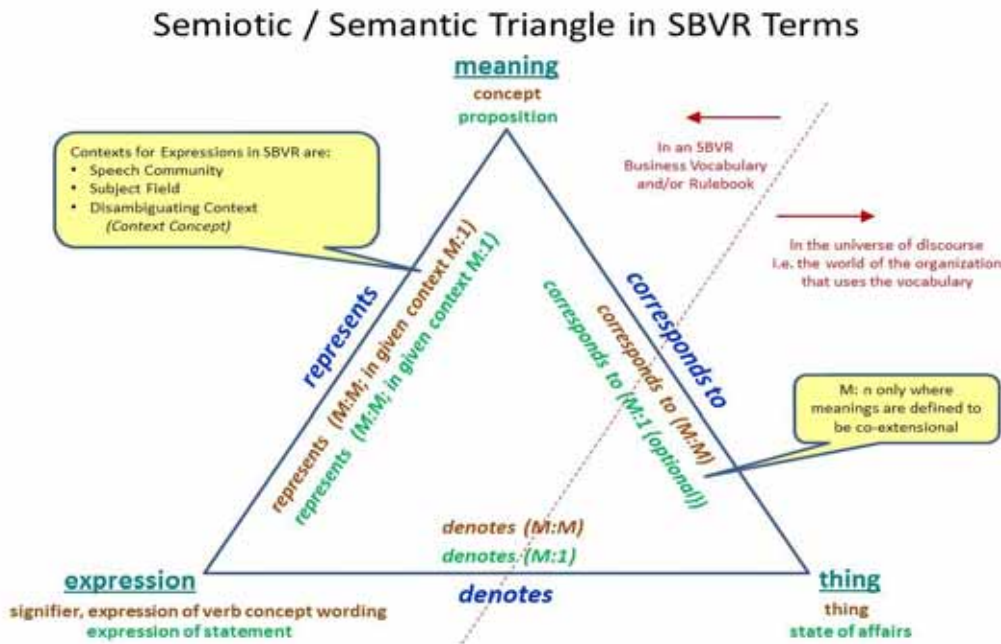 Semiotic / Semantic Triangle in SBVR Terms
meaning
concept
proposition
Contexts for Expressions in SBVR are:
• Speech Community
• Subject Field
• Disambiguating Context
(Context Concept)
In an SBVR
Business Vocabulary
and/or Rulebook
In the universe of discourse
i.e. the world of the organization
that uses the vocabulary
represents
represents (M:M; in given context M:1)
represents (M:M; in given context M:1)
corresponds to
corresponds to (M:M)
corresponds to (M:1 (optional))
M: n only where
meanings are defined to
be co-extensional
denotes (M:M)
denotes (M:1)
denotes
expression
signifier, expression of verb concept wording
expression of statement
thing
thing
state of affairs